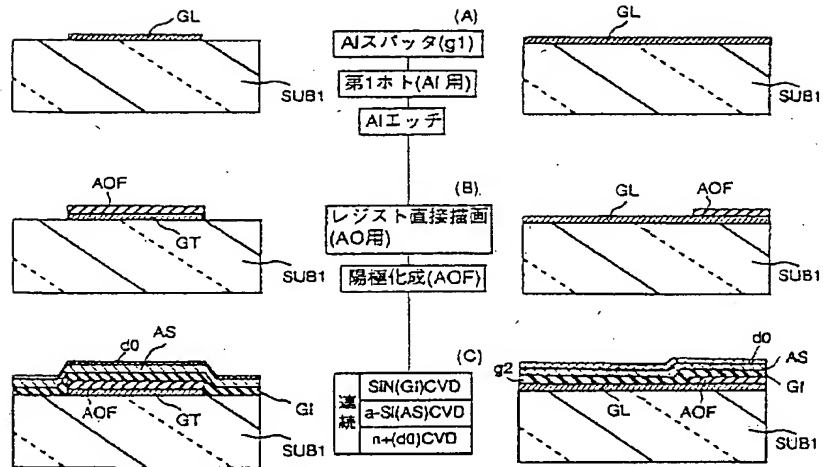 (A)
GL
SUB1
Alスパッタ(g1)
第1ホト(Al用)
Alエッチ
GL
SUB1
(B)
AOF
GT
SUB1
レジスト直接描画
(AO用)
陽極化成(AOF)
GL
AOF
SUB1
(C)
d0
AS
GI
AOF
GT
SUB1
連続
SiN(GI)CVD
a-Si(AS)CVD
n+(d0)CVD
d0
AS
g2
GI
GL
AOF
SUB1